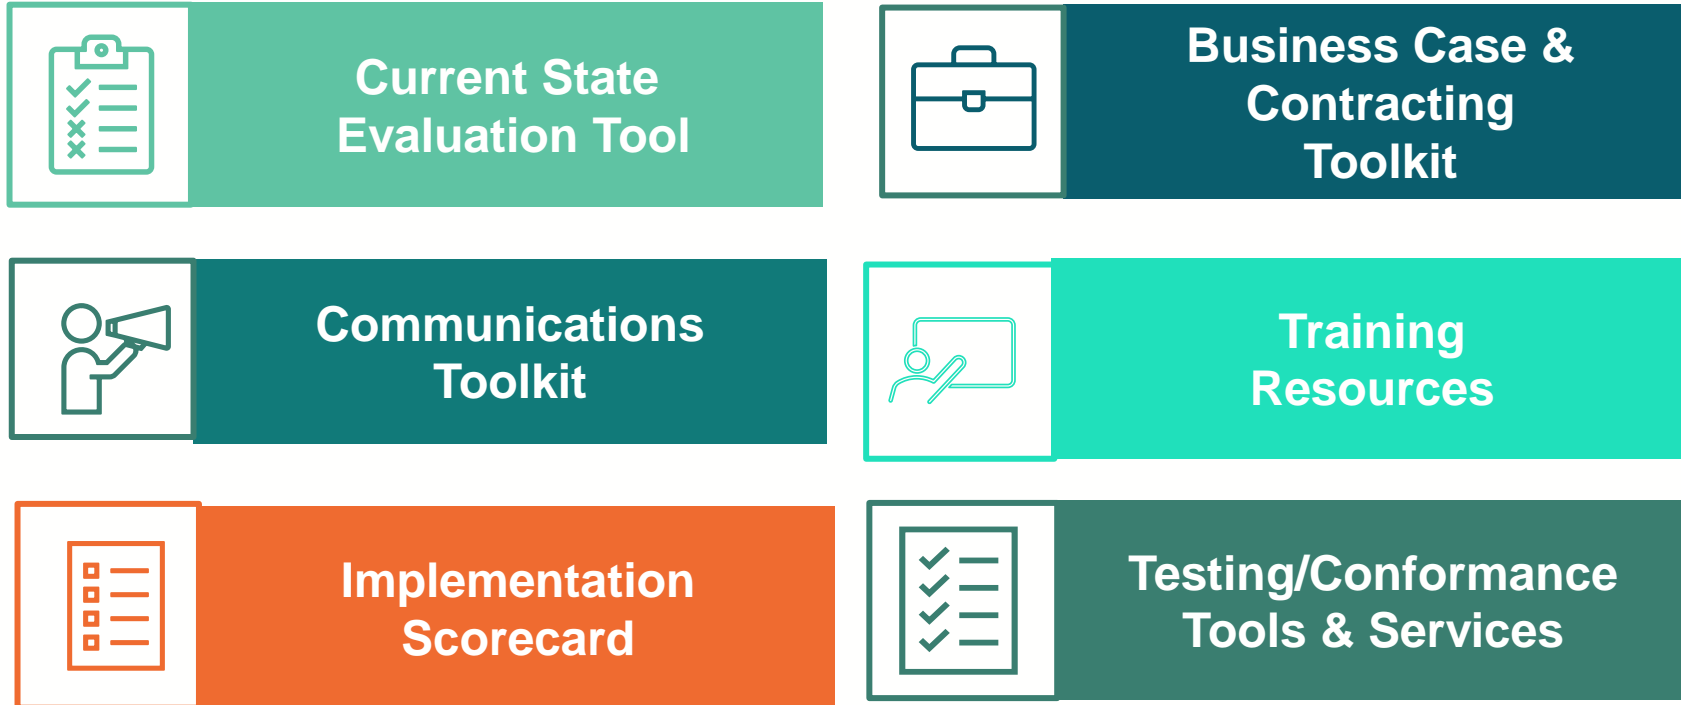 Current State
Evaluation Tool
Business Case &
Contracting
Toolkit
Communications
Toolkit
Training
Resources
Implementation
Scorecard
Testing/Conformance
Tools & Services